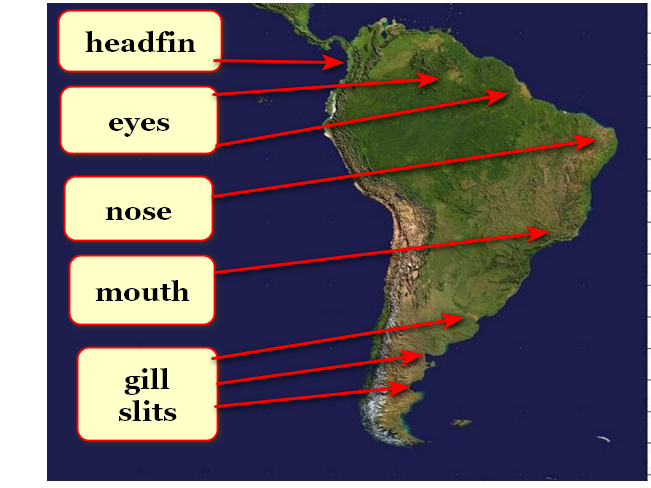 headfin
eyes
nose
mouth
gill
slits